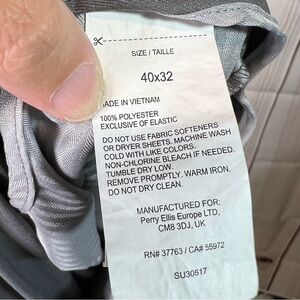 SIZE / TAILLE
40x32
MADE IN VIETNAM
100% POLYESTER
EXCLUSIVE OF ELASTIC
DO NOT USE FABRIC SOFTENERS
OR DRYER SHEETS. MACHINE WASH
COLD WITH LIKE COLORS.
NON-CHLORINE BLEACH IF NEEDED.
TUMBLE DRY LOW.
REMOVE PROMPTLY. WARM IRON.
DO NOT DRY CLEAN.
MANUFACTURED FOR:
Perry Ellis Europe LTD,
CM8 3DJ, UK
RN# 37763 / CA# 55972
SU30517